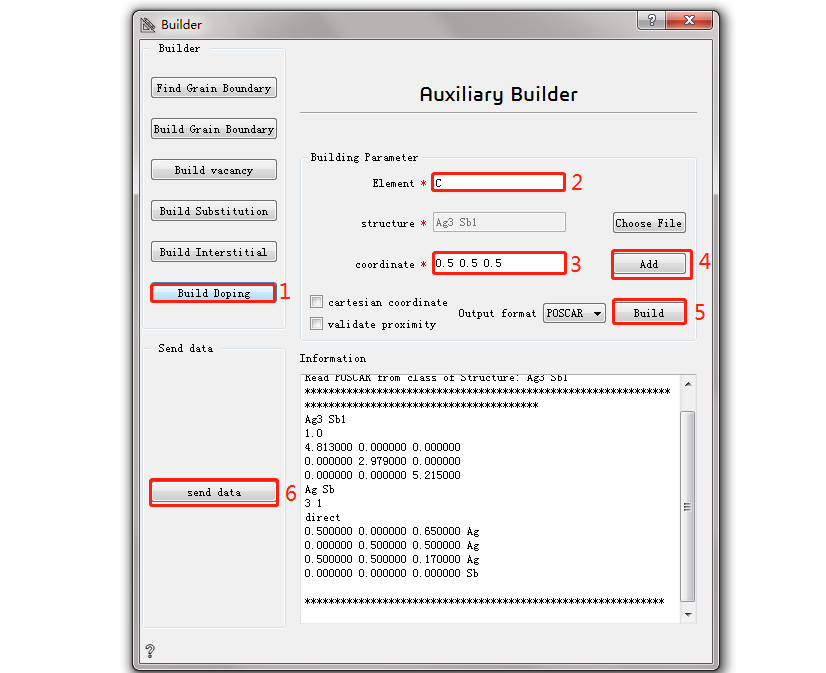 Builder
Builder
Find Grain Boundary
Build Grain Boundary
Build vacancy
Build Substitution
Build Interstitial
Build Doping 1
Send data
send data 6
Auxiliary Builder
Building Parameter
Element * C 2
structure * Ag3 Sb1 Choose File
coordinate * 0.5 0.5 0.5 3 Add 4
cartesian coordinate
validate proximity
Output format POSCAR Build 5
Information
Read POSCAR from class of Structure: Ag3 Sb1
*************************************************************
***************************************
Ag3 Sb1
1.0
4.813000 0.000000 0.000000
0.000000 2.979000 0.000000
0.000000 0.000000 5.215000
Ag Sb
3 1
direct
0.500000 0.000000 0.650000 Ag
0.000000 0.500000 0.500000 Ag
0.500000 0.500000 0.170000 Ag
0.000000 0.000000 0.000000 Sb
************************************************************
?
?